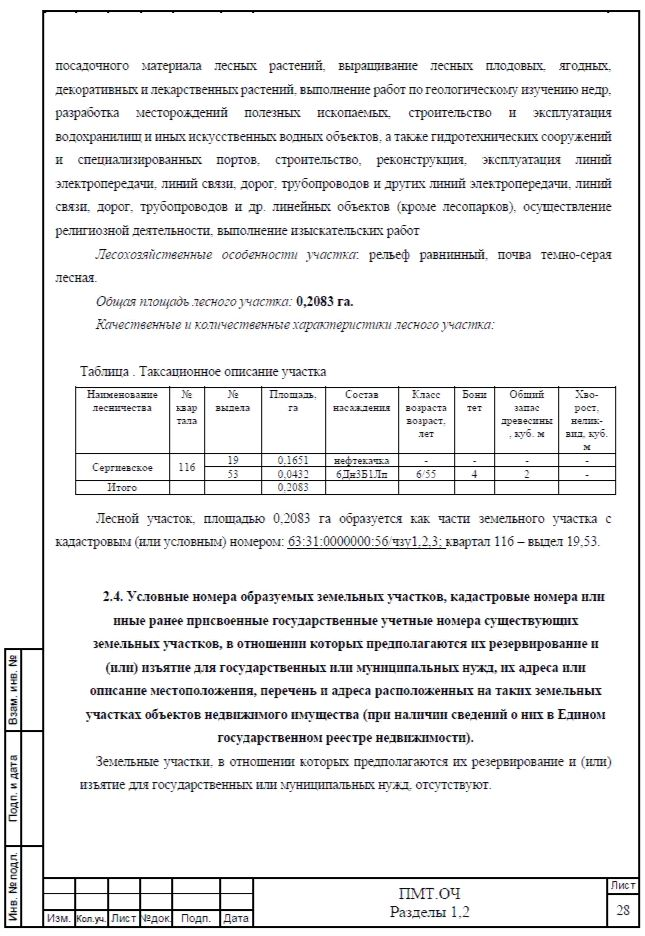 посадочного материала лесных растений, выращивание лесных плодовых, ягодных,
декоративных и лекарственных растений, выполнение работ по геологическому изучению недр,
разработка месторождений полезных ископаемых, строительство и эксплуатация
водохранилищ и иных искусственных водных объектов, а также гидротехнических сооружений
и специализированных портов, строительство, реконструкция, эксплуатация линий
электропередачи, линий связи, дорог, трубопроводов и других линий электропередачи, линий
связи, дорог, трубопроводов и др. линейных объектов (кроме лесопарков), осуществление
религиозной деятельности, выполнение изыскательских работ
Лесохозяйственные особенности участка: рельеф равнинный, почва темно-серая
лесная.
Общая площадь лесного участка: 0,2083 га.
Качественные и количественные характеристики лесного участка:
Таблица . Таксационное описание участка
Наименование лесничества | № квар тала | № выдела | Площадь, га | Состав насаждения | Класс возраста возраст, лет | Бони тет | Общий запас древесины , куб. м | Хво- рост, нелик- вид, куб. м
Сергиевское | 116 | 19 | 0,1651 | нефтекачка | - | - | - | -
53 | 0,0432 | 6Дн3Б1Лп | 6/55 | 4 | 2 | -
Итого | 0,2083
Лесной участок, площадью 0,2083 га образуется как части земельного участка с
кадастровым (или условным) номером: 63:31:0000000:56/чзу1,2,3; квартал 116 – выдел 19,53.
2.4. Условные номера образуемых земельных участков, кадастровые номера или
иные ранее присвоенные государственные учетные номера существующих
земельных участков, в отношении которых предполагаются их резервирование и
(или) изъятие для государственных или муниципальных нужд, их адреса или
описание местоположения, перечень и адреса расположенных на таких земельных
участках объектов недвижимого имущества (при наличии сведений о них в Едином
государственном реестре недвижимости).
Земельные участки, в отношении которых предполагаются их резервирование и (или)
изъятие для государственных или муниципальных нужд, отсутствуют.
Взам. инв. №
Подп. и дата
Инв. № подл.
Изм. Кол.уч. Лист №док. Подп. Дата
ПМТ.ОЧ
Разделы 1,2
Лист
28